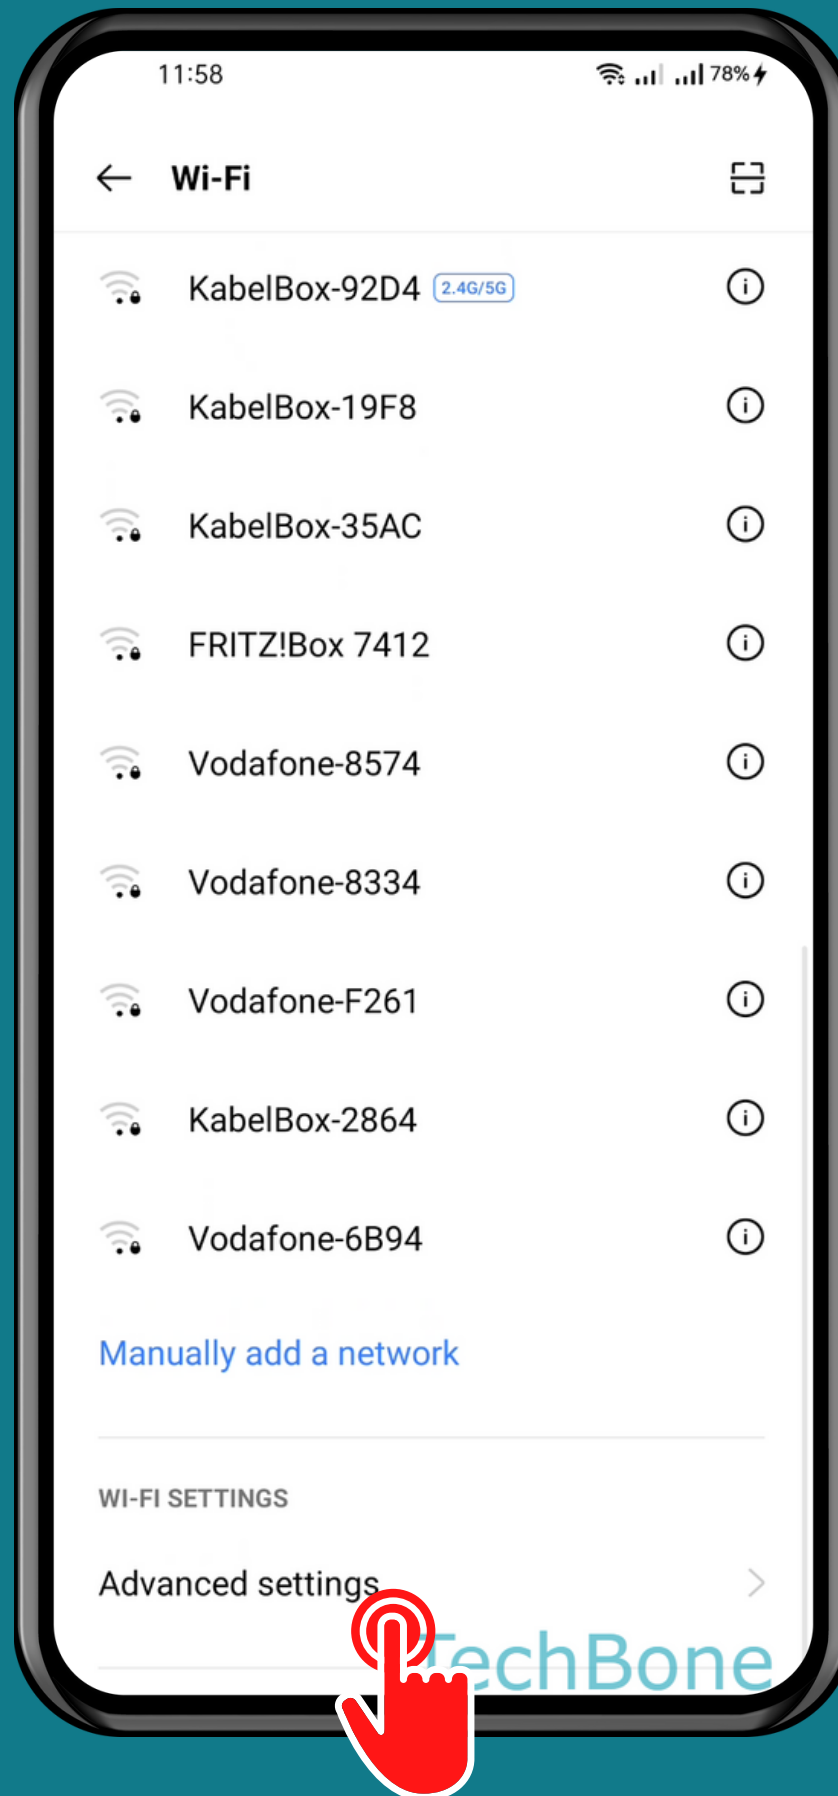 11:58 78%
Wi-Fi
KabelBox-92D4 2.4G/5G
KabelBox-19F8
KabelBox-35AC
FRITZ!Box 7412
Vodafone-8574
Vodafone-8334
Vodafone-F261
KabelBox-2864
Vodafone-6B94
Manually add a network
WI-FI SETTINGS
Advanced settings
TechBone